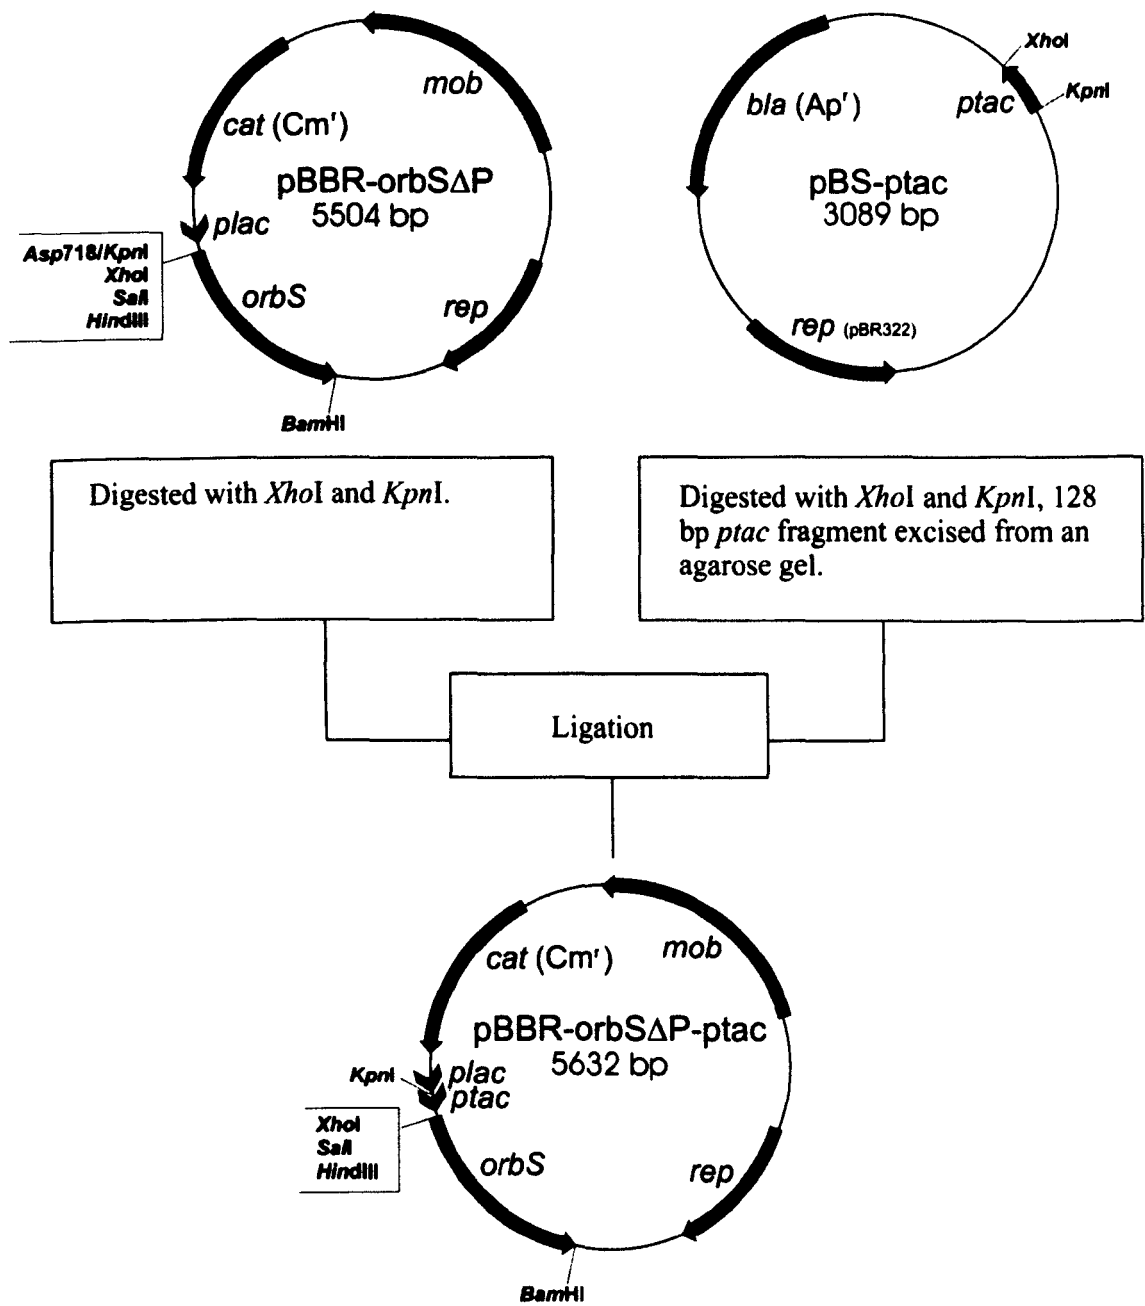 mob
cat (Cmʳ)
pBBR-orbSΔP
5504 bp
plac
Asp718/KpnI
XhoI
SalI
HindIII
orbS
rep
BamHI
XhoI
KpnI
ptac
bla (Apʳ)
pBS-ptac
3089 bp
rep (pBR322)
Digested with XhoI and KpnI.
Digested with XhoI and KpnI, 128
bp ptac fragment excised from an
agarose gel.
Ligation
mob
cat (Cmʳ)
pBBR-orbSΔP-ptac
5632 bp
KpnI
plac
ptac
XhoI
SalI
HindIII
orbS
rep
BamHI